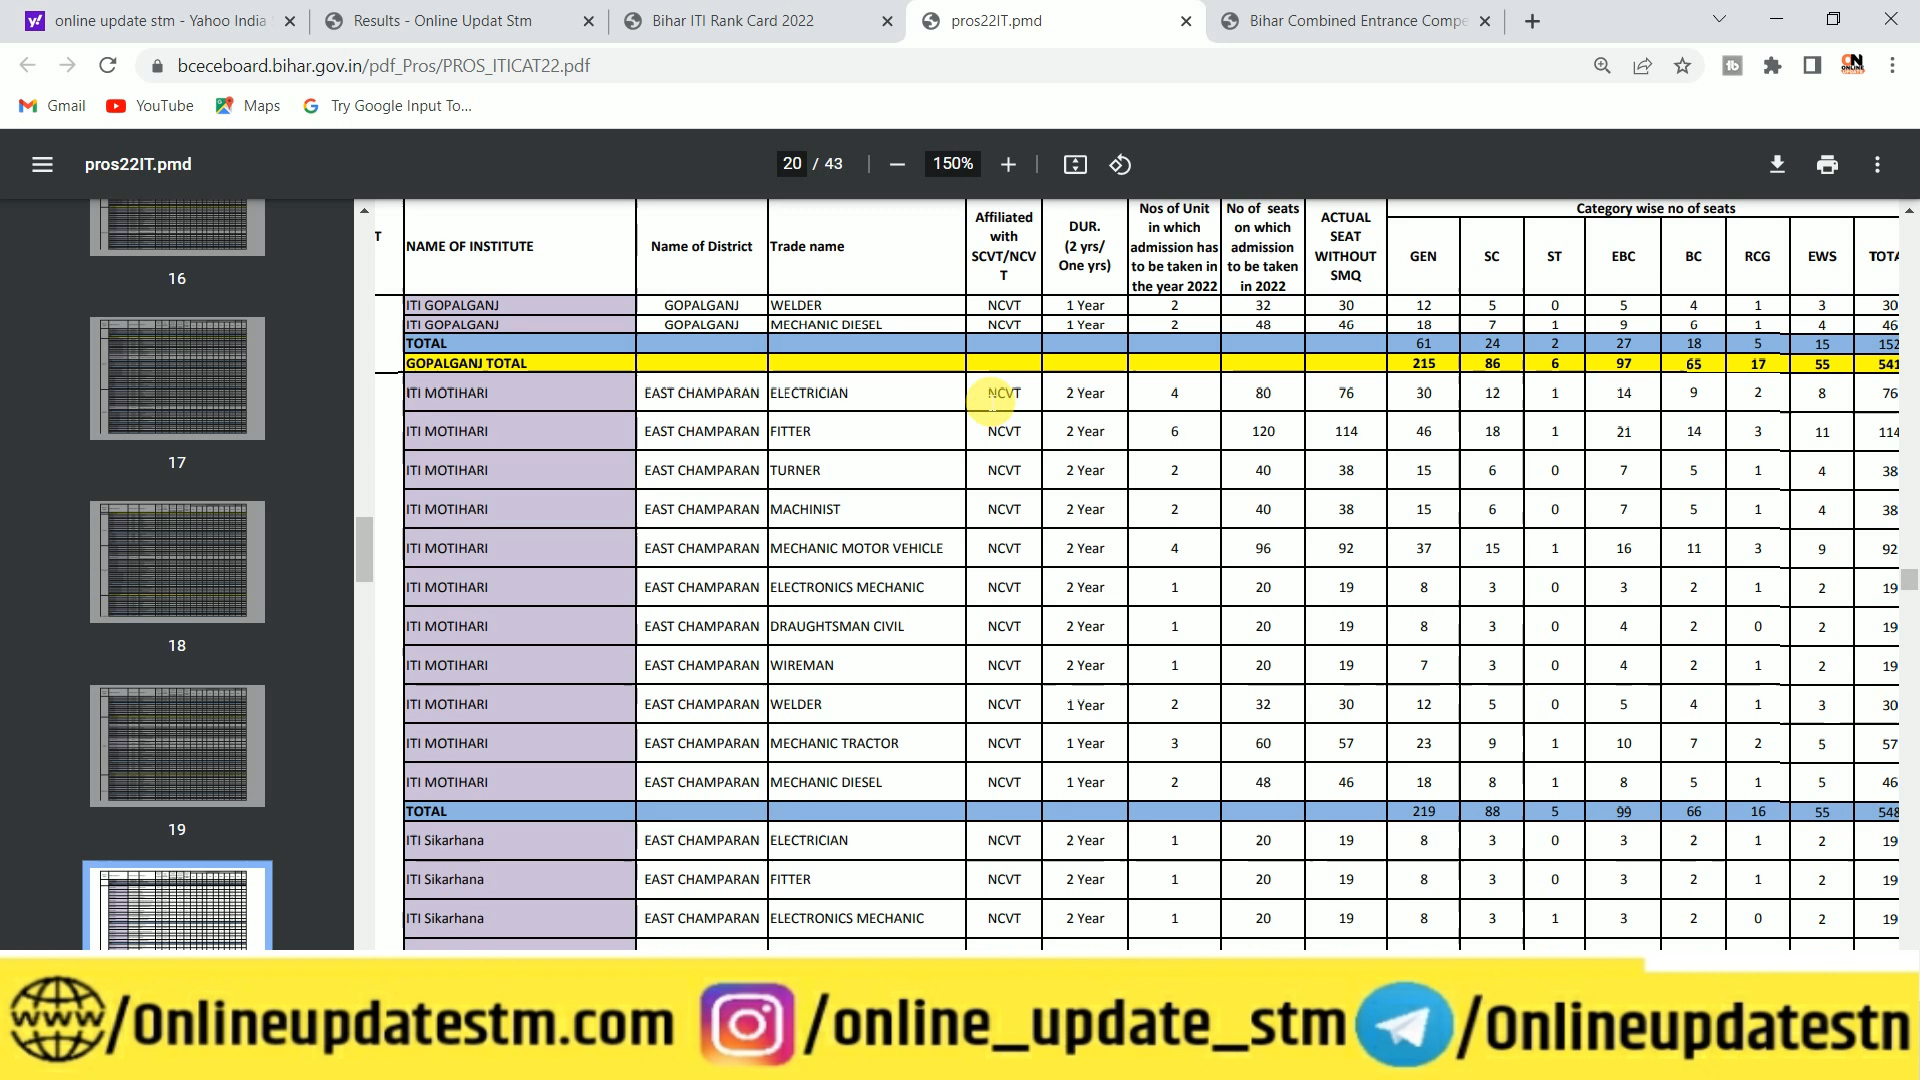 online update stm - Yahoo India
Results - Online Updat Stm
Bihar ITI Rank Card 2022
pros22IT.pmd
Bihar Combined Entrance Compe
bceceboard.bihar.gov.in/pdf_Pros/PROS_ITICAT22.pdf
Gmail YouTube Maps Try Google Input To...
pros22IT.pmd 20 / 43 150%
16
17
18
19
T NAME OF INSTITUTE Name of District Trade name Affiliated with SCVT/NCVT DUR. (2 yrs/ One yrs) Nos of Unit in which admission has to be taken in the year 2022 No of seats on which admission to be taken in 2022 ACTUAL SEAT WITHOUT SMQ Category wise no of seats
GEN SC ST EBC BC RCG EWS TOTA
ITI GOPALGANJ GOPALGANJ WELDER NCVT 1 Year 2 32 30 12 5 0 5 4 1 3 30
ITI GOPALGANJ GOPALGANJ MECHANIC DIESEL NCVT 1 Year 2 48 46 18 7 1 9 6 1 4 46
TOTAL 61 24 2 27 18 5 15 152
GOPALGANJ TOTAL 215 86 6 97 65 17 55 541
ITI MOTIHARI EAST CHAMPARAN ELECTRICIAN NCVT 2 Year 4 80 76 30 12 1 14 9 2 8 76
ITI MOTIHARI EAST CHAMPARAN FITTER NCVT 2 Year 6 120 114 46 18 1 21 14 3 11 114
ITI MOTIHARI EAST CHAMPARAN TURNER NCVT 2 Year 2 40 38 15 6 0 7 5 1 4 38
ITI MOTIHARI EAST CHAMPARAN MACHINIST NCVT 2 Year 2 40 38 15 6 0 7 5 1 4 38
ITI MOTIHARI EAST CHAMPARAN MECHANIC MOTOR VEHICLE NCVT 2 Year 4 96 92 37 15 1 16 11 3 9 92
ITI MOTIHARI EAST CHAMPARAN ELECTRONICS MECHANIC NCVT 2 Year 1 20 19 8 3 0 3 2 1 2 19
ITI MOTIHARI EAST CHAMPARAN DRAUGHTSMAN CIVIL NCVT 2 Year 1 20 19 8 3 0 4 2 0 2 19
ITI MOTIHARI EAST CHAMPARAN WIREMAN NCVT 2 Year 1 20 19 7 3 0 4 2 1 2 19
ITI MOTIHARI EAST CHAMPARAN WELDER NCVT 1 Year 2 32 30 12 5 0 5 4 1 3 30
ITI MOTIHARI EAST CHAMPARAN MECHANIC TRACTOR NCVT 1 Year 3 60 57 23 9 1 10 7 2 5 57
ITI MOTIHARI EAST CHAMPARAN MECHANIC DIESEL NCVT 1 Year 2 48 46 18 8 1 8 5 1 5 46
TOTAL 219 88 5 99 66 16 55 548
ITI Sikarhana EAST CHAMPARAN ELECTRICIAN NCVT 2 Year 1 20 19 8 3 0 3 2 1 2 19
ITI Sikarhana EAST CHAMPARAN FITTER NCVT 2 Year 1 20 19 8 3 0 3 2 1 2 19
ITI Sikarhana EAST CHAMPARAN ELECTRONICS MECHANIC NCVT 2 Year 1 20 19 8 3 1 3 2 0 2 19
www /Onlineupdatestm.com /online_update_stm /Onlineupdatestn